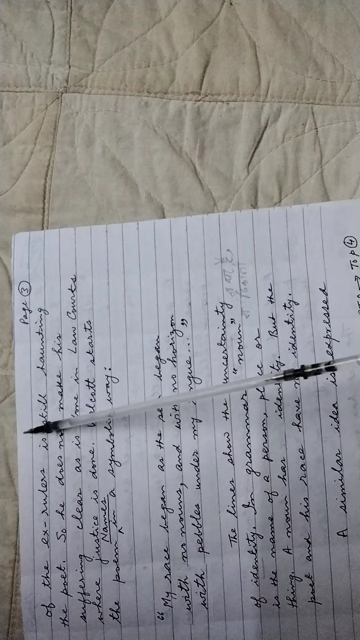 Page 3
of the ex-rulers is still haunting
the poet. So he does make his
suffering clear as is done in Law Courts
where justice is done. Walcott starts
the poem Names in a symbolic way:
"My race began as the sea began
with no nouns, and with no horizon
with pebbles under my tongue..."
The lines show the uncertainty
of identity. In grammar "noun"
is the name of a person, place or
thing. A noun has identity. But the
poet and his race have no identity.
A similar idea is expressed
→ Top 4